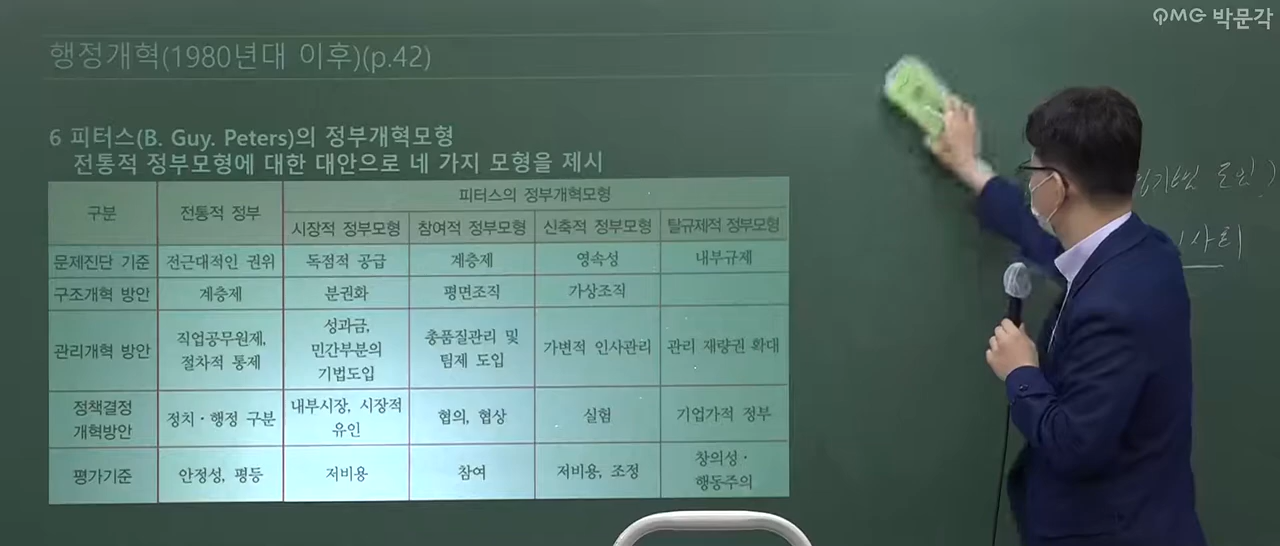 PMG 박문각
행정개혁(1980년대 이후)(p.42)
6 피터스(B. Guy. Peters)의 정부개혁모형
전통적 정부모형에 대한 대안으로 네 가지 모형을 제시
구분 전통적 정부 피터스의 정부개혁모형
시장적 정부모형 참여적 정부모형 신축적 정부모형 탈규제적 정부모형
문제진단 기준 전근대적인 권위 독점적 공급 계층제 영속성 내부규제
구조개혁 방안 계층제 분권화 평면조직 가상조직
관리개혁 방안 직업공무원제, 절차적 통제 성과금, 민간부분의 기법도입 총품질관리 및 팀제 도입 가변적 인사관리 관리 재량권 확대
정책결정 개혁방안 정치·행정 구분 내부시장, 시장적 유인 협의, 협상 실험 기업가적 정부
평가기준 안정성, 평등 저비용 참여 저비용, 조정 창의성· 행동주의